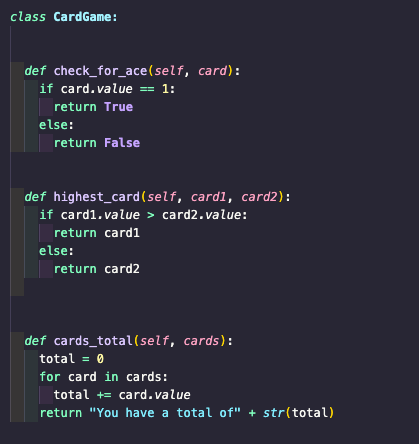 class CardGame:
  def check_for_ace(self, card):
    if card.value == 1:
      return True
    else:
      return False
  def highest_card(self, card1, card2):
    if card1.value > card2.value:
      return card1
    else:
      return card2
  def cards_total(self, cards):
    total = 0
    for card in cards:
      total += card.value
    return "You have a total of" + str(total)